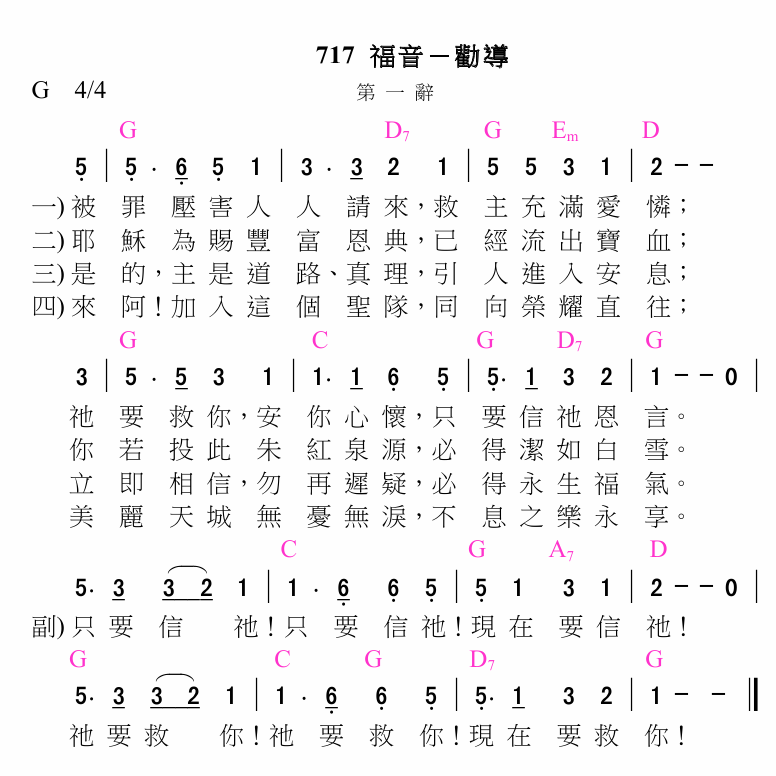 717 福音－勸導
G 4/4 第一辭
G D7 G Em D
5 | 5 . 6 5 1 | 3 . 3 2 1 | 5 5 3 1 | 2 - -
一) 被 罪 壓 害 人 人 請 來，救 主 充 滿 愛 憐；
二) 耶 穌 為 賜 豐 富 恩 典，已 經 流 出 寶 血；
三) 是 的，主 是 道 路、真 理，引 人 進 入 安 息；
四) 來 阿！加 入 這 個 聖 隊，同 向 榮 耀 直 往；
G C G D7 G
3 | 5 . 5 3 1 | 1. 1 6 5 | 5. 1 3 2 | 1 - - 0 |
祂 要 救 你，安 你 心 懷，只 要 信 祂 恩 言。
你 若 投 此 朱 紅 泉 源，必 得 潔 如 白 雪。
立 即 相 信，勿 再 遲 疑，必 得 永 生 福 氣。
美 麗 天 城 無 憂 無 淚，不 息 之 樂 永 享。
C G A7 D
5. 3 3 2 1 | 1 . 6 6 5 | 5 1 3 1 | 2 - - 0 |
副) 只 要 信 祂！只 要 信 祂！現 在 要 信 祂！
G C G D7 G
5. 3 3 2 1 | 1 . 6 6 5 | 5. 1 3 2 | 1 - - ‖
祂 要 救 你！祂 要 救 你！現 在 要 救 你！